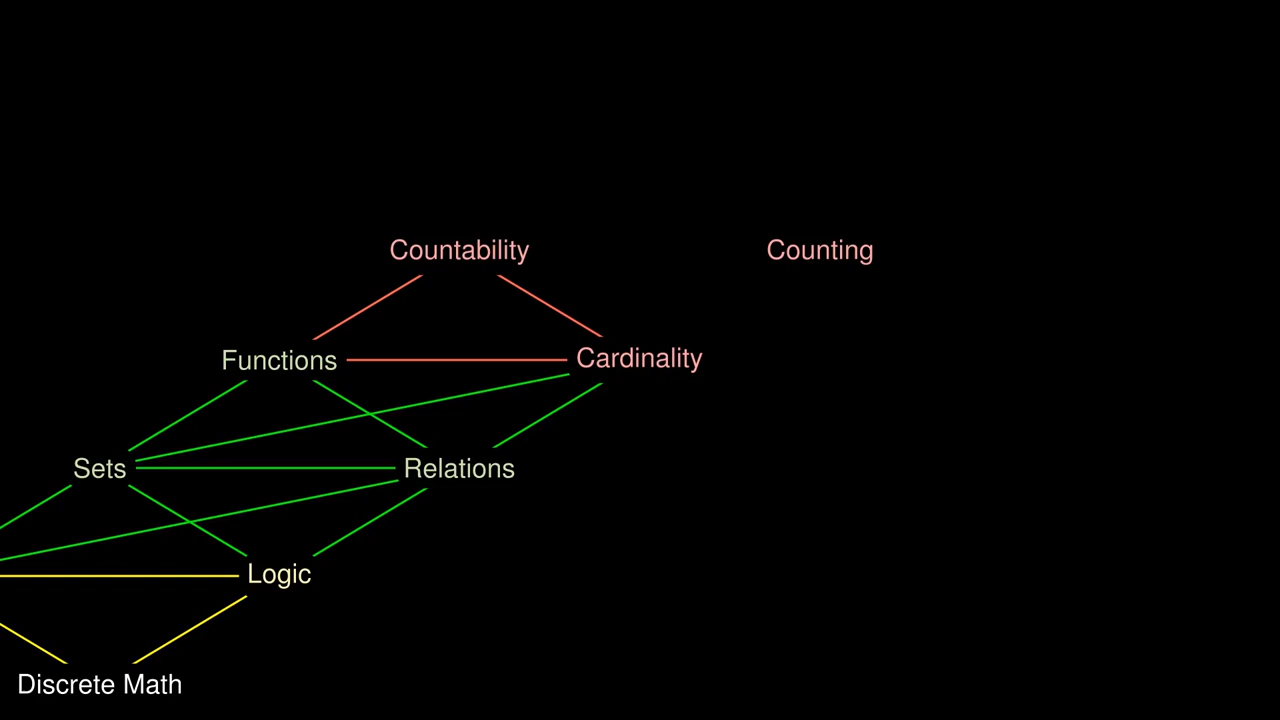 Countability
Counting
Functions
Cardinality
Sets
Relations
Logic
Discrete Math